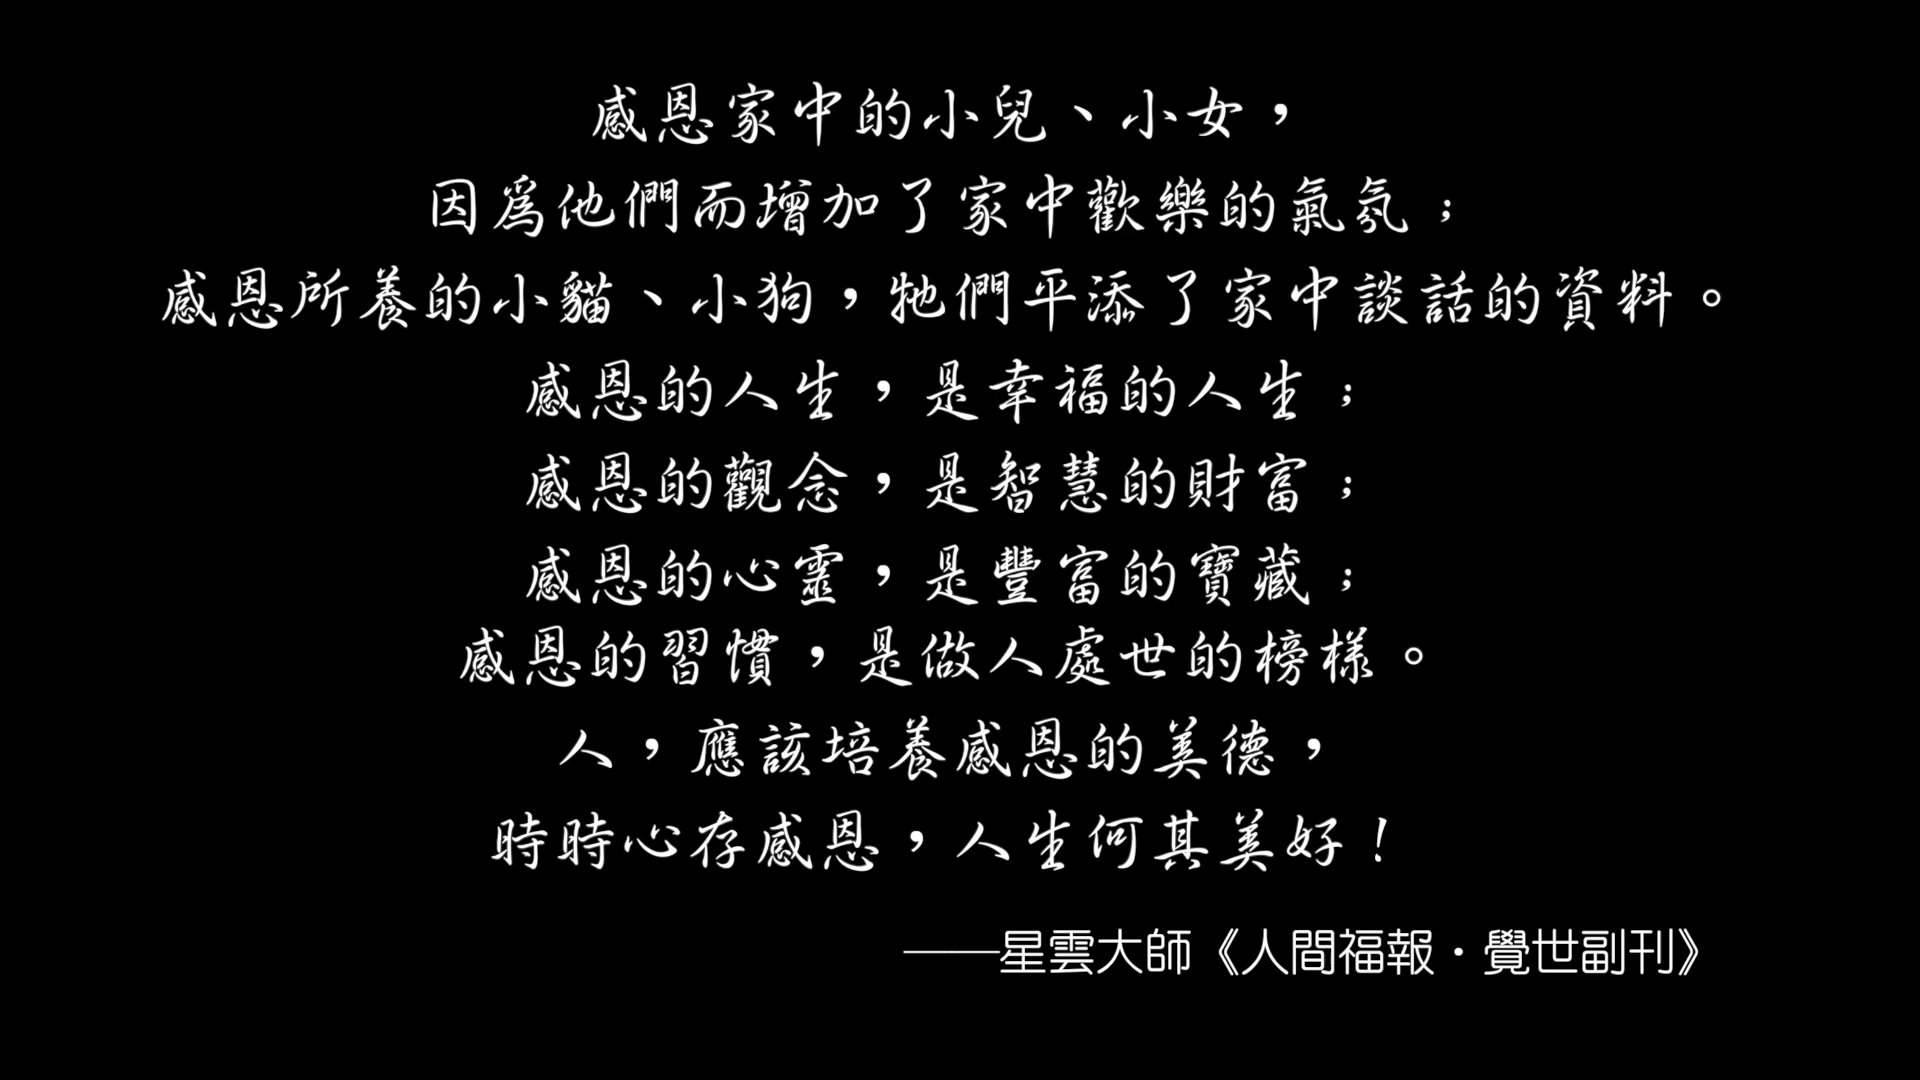 感恩家中的小兒、小女，
因為他們而增加了家中歡樂的氣氛；
感恩所養的小貓、小狗，牠們平添了家中談話的資料。
感恩的人生，是幸福的人生；
感恩的觀念，是智慧的財富；
感恩的心靈，是豐富的寶藏；
感恩的習慣，是做人處世的榜樣。
人，應該培養感恩的美德，
時時心存感恩，人生何其美好！
——星雲大師《人間福報．覺世副刊》